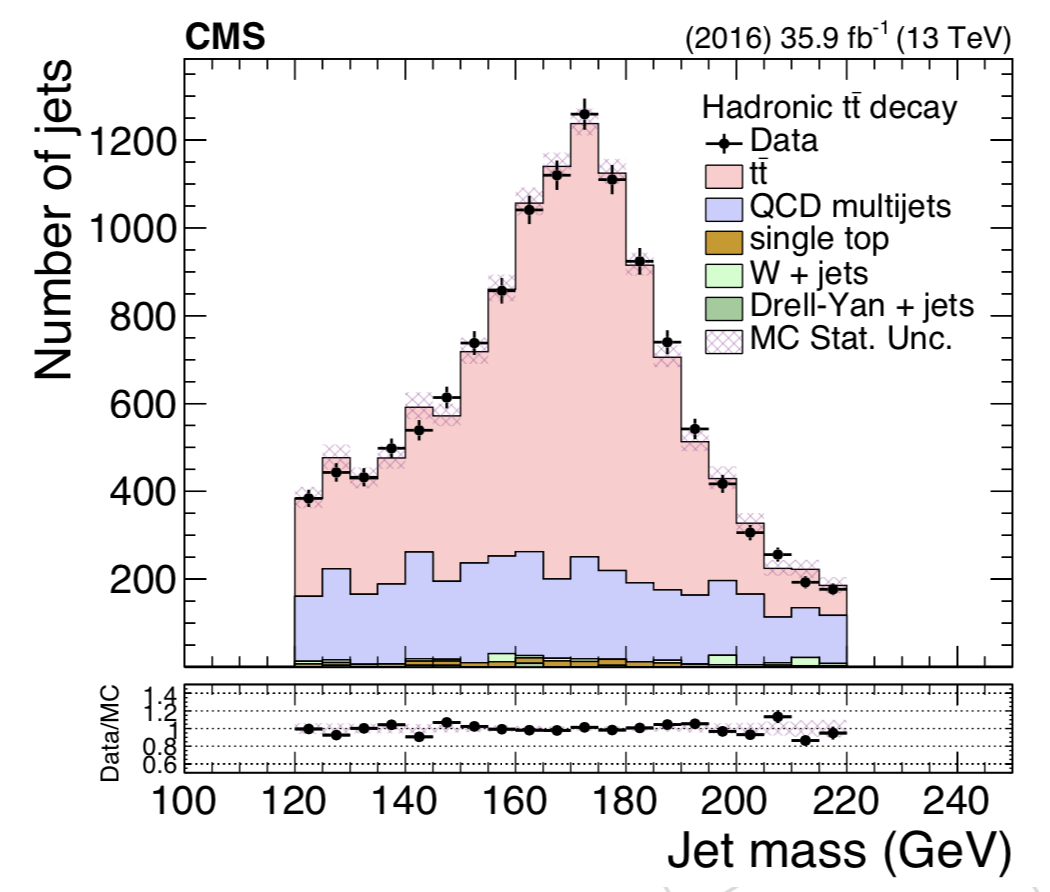 CMS
(2016) 35.9 fb⁻¹ (13 TeV)
Number of jets
1200
1000
800
600
400
200
Hadronic tt̄ decay
Data
tt̄
QCD multijets
single top
W + jets
Drell-Yan + jets
MC Stat. Unc.
Data/MC
1.4
1.2
1
0.8
0.6
100 120 140 160 180 200 220 240
Jet mass (GeV)